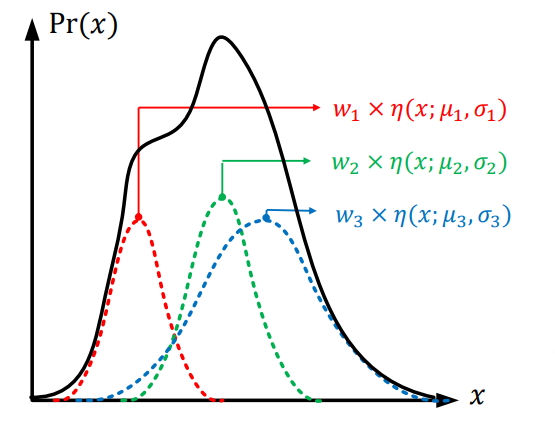 Pr(x)
w₁ × η(x; μ₁, σ₁)
w₂ × η(x; μ₂, σ₂)
w₃ × η(x; μ₃, σ₃)
x